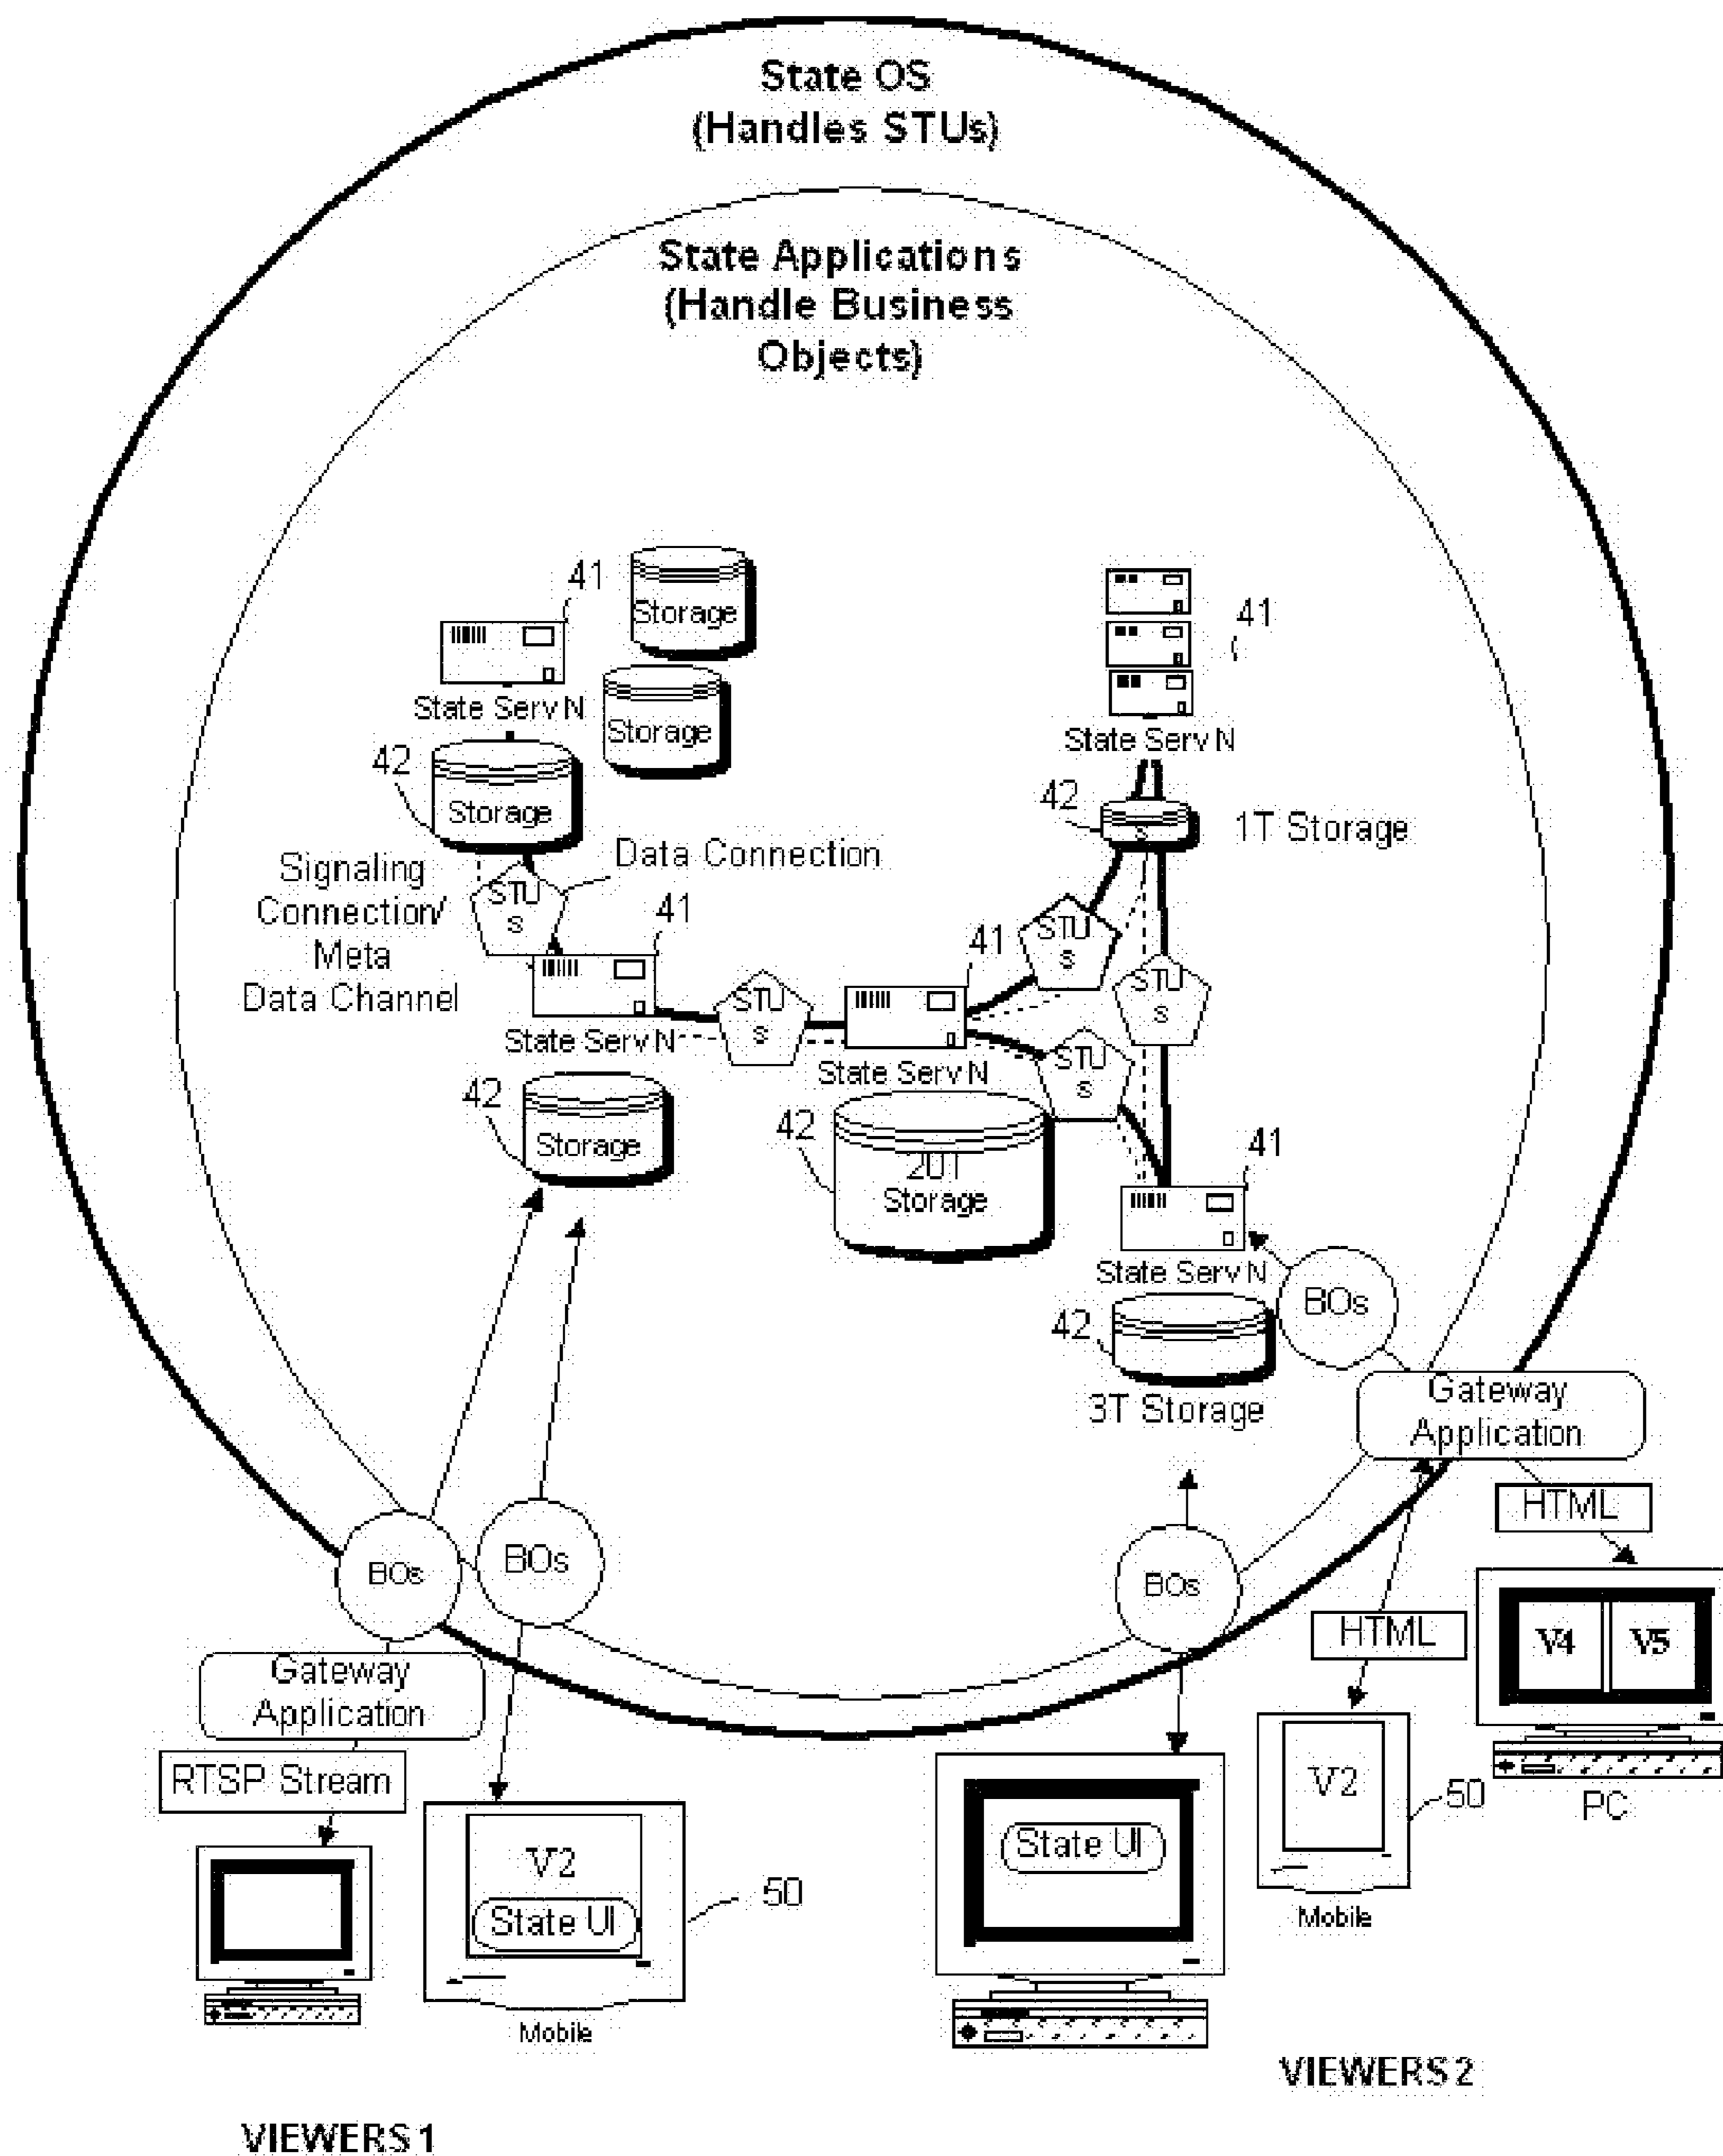 State OS
(Handles STUs)
State Applications
(Handle Business
Objects)
41
Storage
41
State Serv N
Storage
State Serv N
42
Storage
42
S
1T Storage
Data Connection
Signaling
Connection/
Meta
Data Channel
STU
s
41
41
STU
s
STU
s
STU
s
State Serv N
State Serv N
STU
s
42
Storage
42
20T
Storage
41
State Serv N
BOs
42
3T Storage
Gateway
Application
HTML
BOs
BOs
BOs
HTML
V4
V5
Gateway
Application
RTSP Stream
V2
50
PC
State UI
V2
State UI
50
Mobile
Mobile
VIEWERS 2
VIEWERS 1